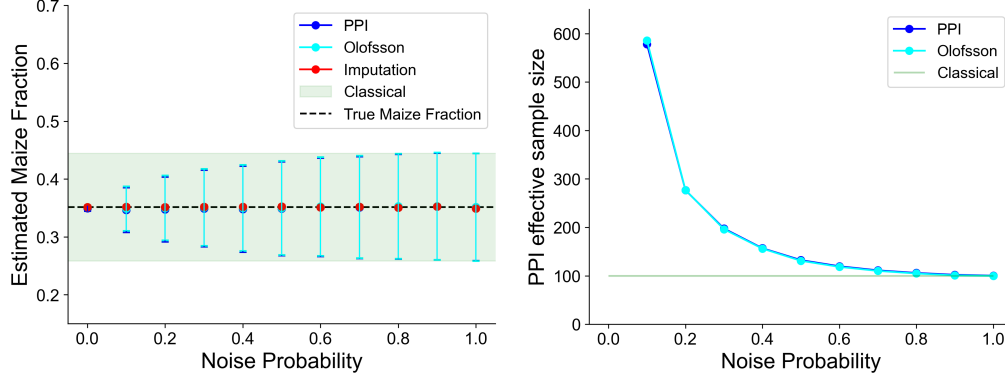 0.7
0.6
0.5
0.4
0.3
0.2
Estimated Maize Fraction
0.0 0.2 0.4 0.6 0.8 1.0
Noise Probability
PPI
Olofsson
Imputation
Classical
True Maize Fraction
600
500
400
300
200
100
0
PPI effective sample size
0.0 0.2 0.4 0.6 0.8 1.0
Noise Probability
PPI
Olofsson
Classical